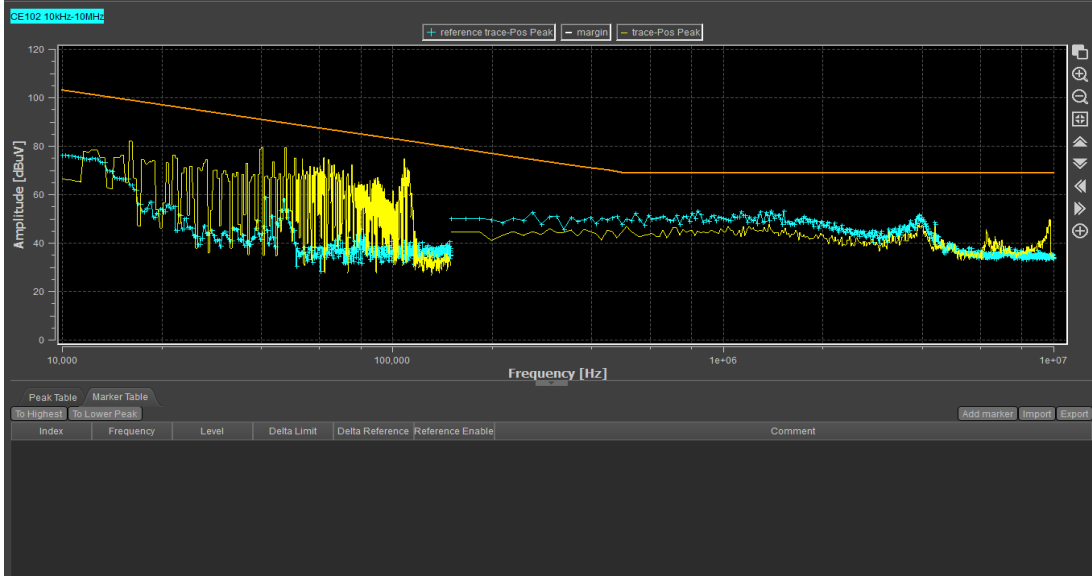 CE102 10kHz-10MHz
reference trace-Pos Peak margin trace-Pos Peak
120
100
80
60
40
20
0
Amplitude [dBuV]
10,000 100,000 1e+06 1e+07
Frequency [Hz]
Peak Table Marker Table
To Highest To Lower Peak Add marker Import Export
Index Frequency Level Delta Limit Delta Reference Reference Enable Comment